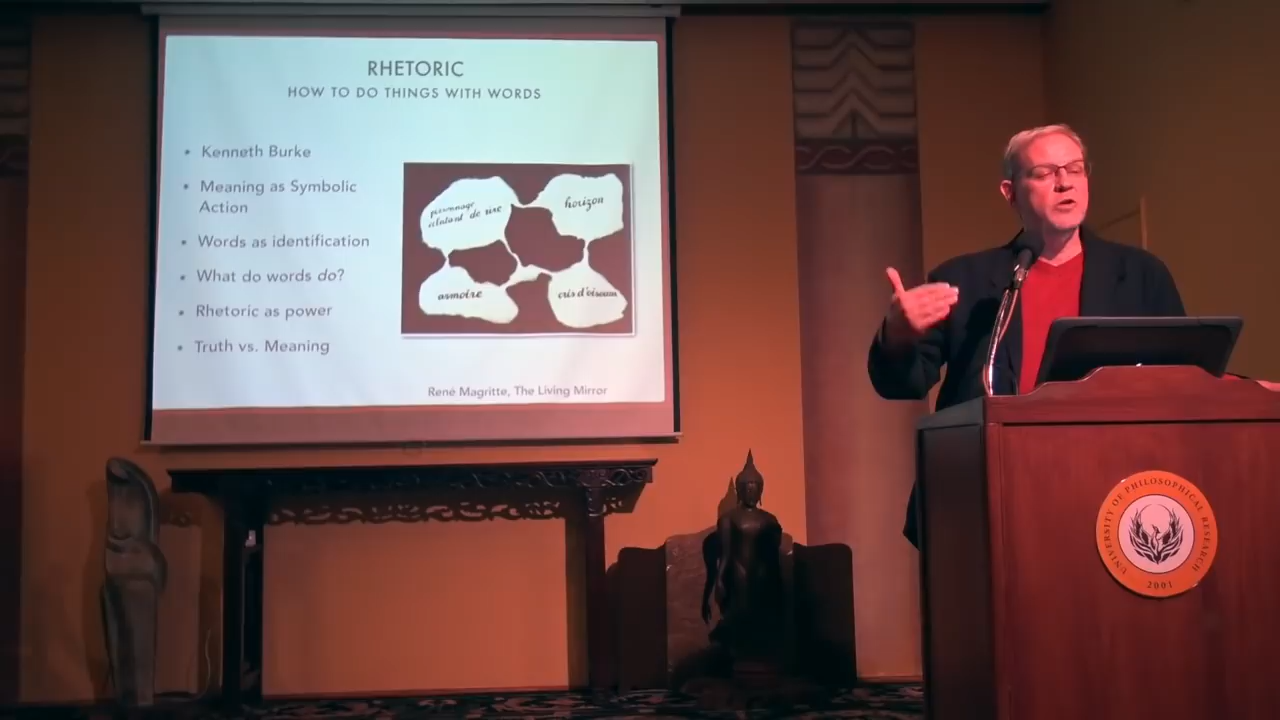 RHETORIC
HOW TO DO THINGS WITH WORDS
• Kenneth Burke
• Meaning as Symbolic
Action
• Words as identification
• What do words do?
• Rhetoric as power
• Truth vs. Meaning
personnage
éclatant de rire
horizon
armoire
cris d'oiseaux
René Magritte, The Living Mirror
UNIVERSITY OF PHILOSOPHICAL RESEARCH
2001